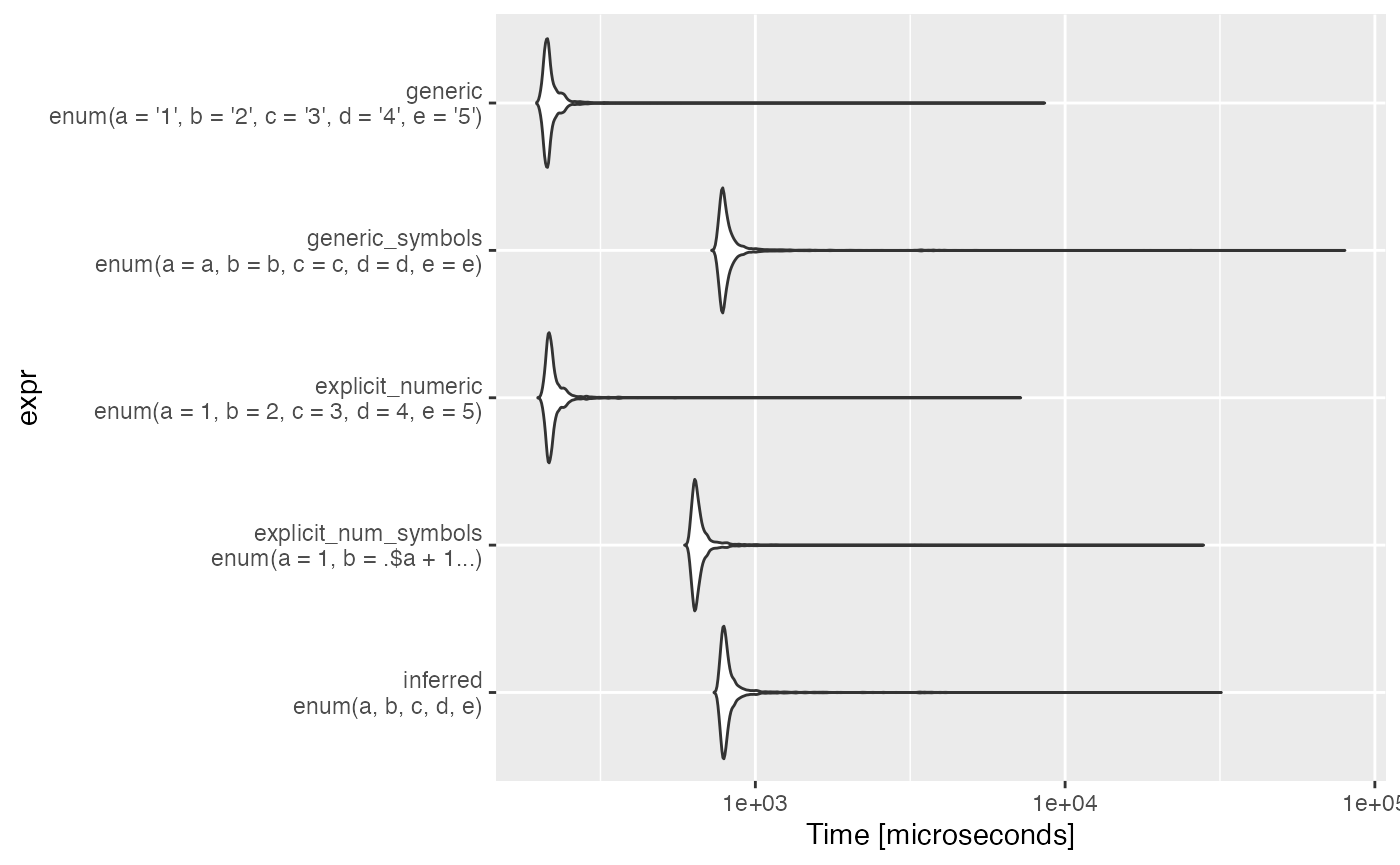 generic
enum(a = '1', b = '2', c = '3', d = '4', e = '5')
generic_symbols
enum(a = a, b = b, c = c, d = d, e = e)
explicit_numeric
enum(a = 1, b = 2, c = 3, d = 4, e = 5)
explicit_num_symbols
enum(a = 1, b = .$a + 1...)
inferred
enum(a, b, c, d, e)
expr
1e+03 1e+04 1e+05
Time [microseconds]